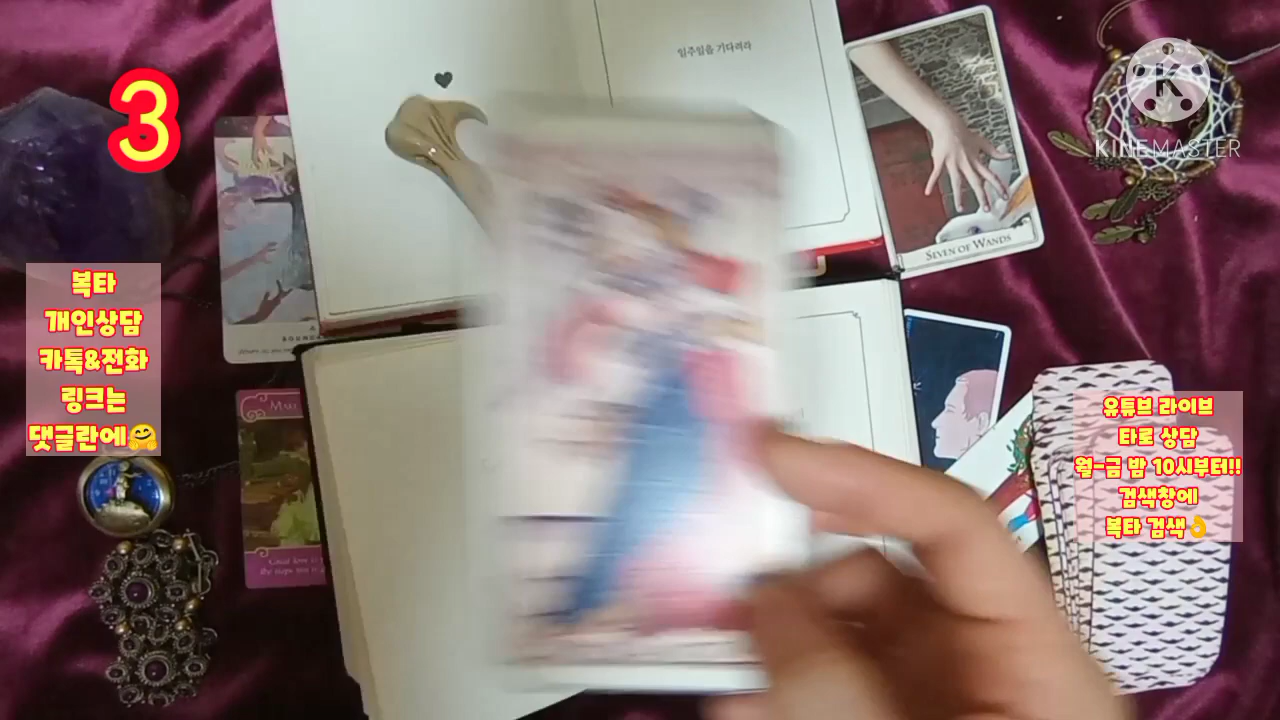 일주일을 기다려라
3
K
KINEMASTER
SEVEN OF WANDS
복타
개인상담
카톡&전화
링크는
댓글란에🤗
유튜브 라이브
타로 상담
월-금 밤 10시부터!!
검색창에
복타 검색👌